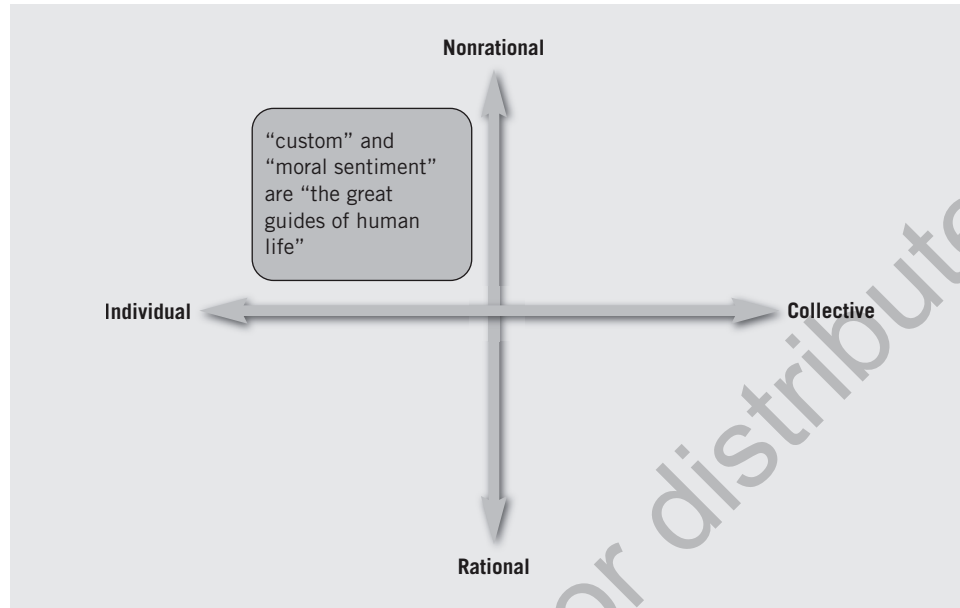 Nonrational
“custom” and
“moral sentiment”
are “the great
guides of human
life”
Individual
Collective
Rational
or distribute